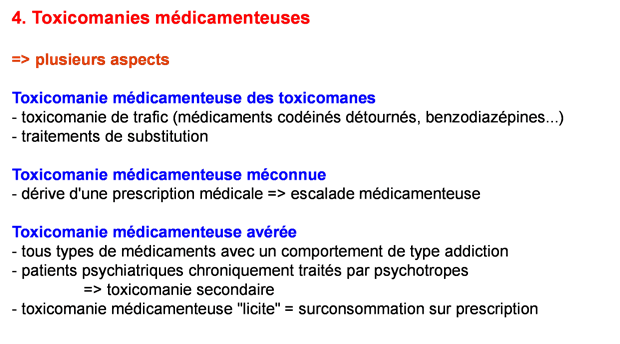 4. Toxicomanies médicamenteuses
=> plusieurs aspects
Toxicomanie médicamenteuse des toxicomanes
- toxicomanie de trafic (médicaments codéinés détournés, benzodiazépines...)
- traitements de substitution
Toxicomanie médicamenteuse méconnue
- dérive d'une prescription médicale => escalade médicamenteuse
Toxicomanie médicamenteuse avérée
- tous types de médicaments avec un comportement de type addiction
- patients psychiatriques chroniquement traités par psychotropes
=> toxicomanie secondaire
- toxicomanie médicamenteuse "licite" = surconsommation sur prescription